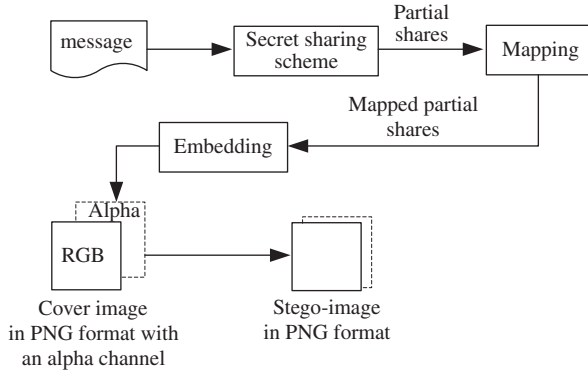 message
Secret sharing
scheme
Partial
shares
Mapping
Mapped partial
shares
Embedding
Alpha
RGB
Cover image
in PNG format with
an alpha channel
Stego-image
in PNG format